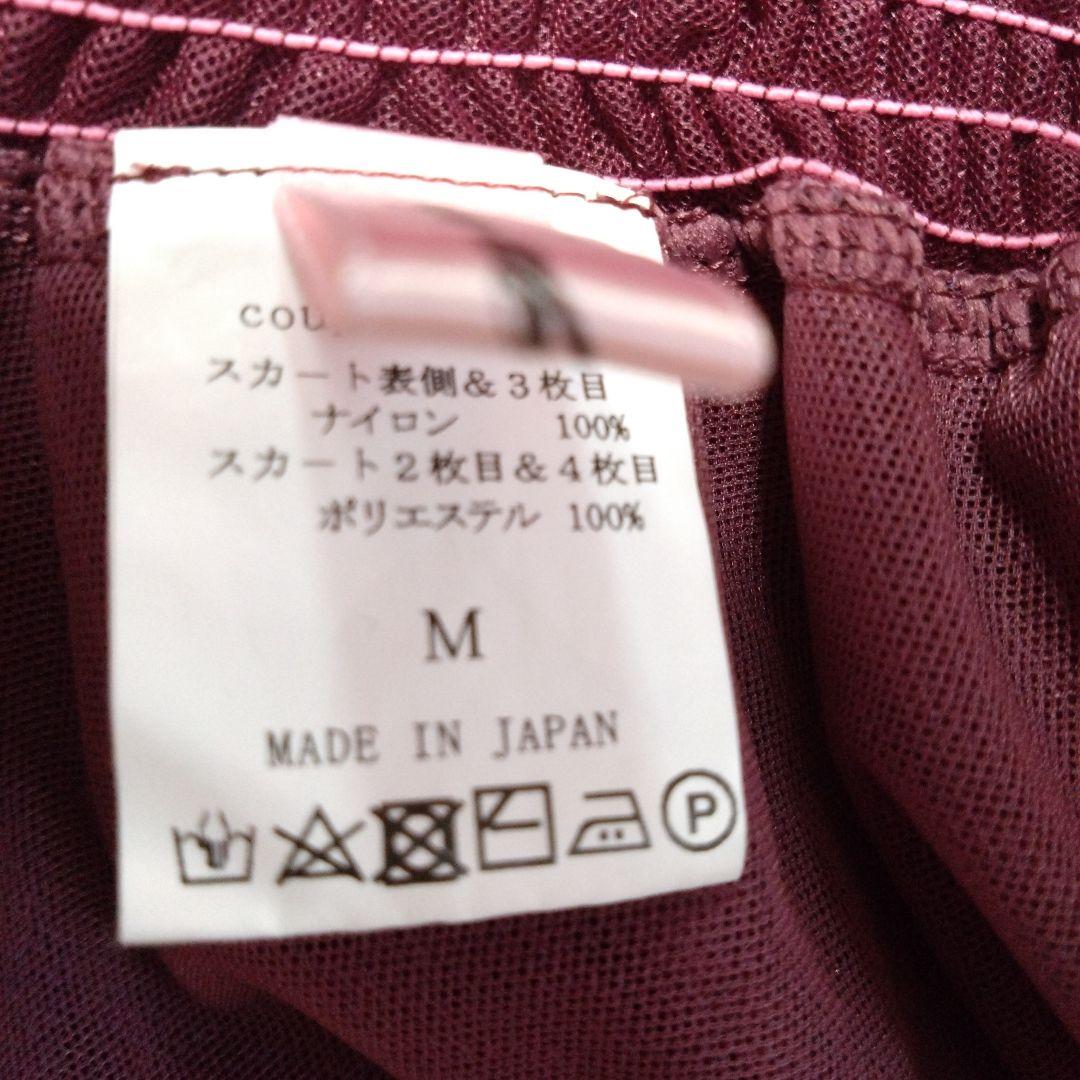 スカート表側&3枚目
ナイロン 100%
スカート2枚目&4枚目
ポリエステル 100%
M
MADE IN JAPAN
P